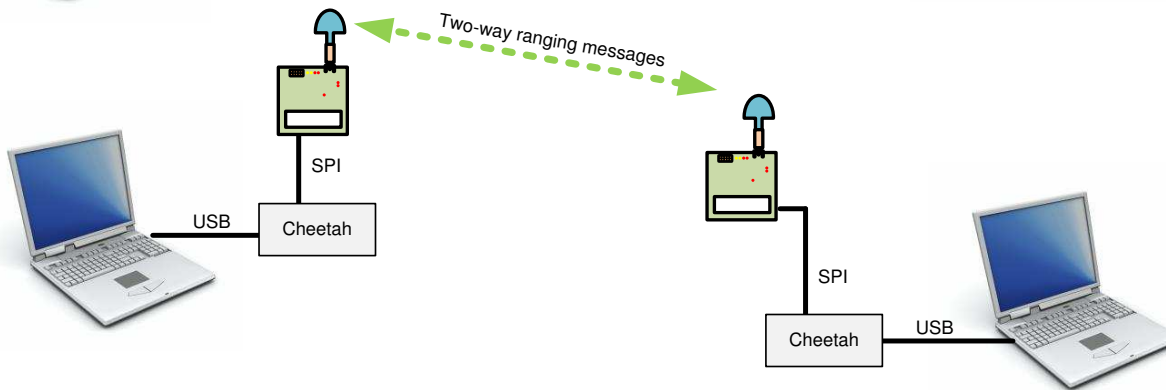 Two-way ranging messages
SPI
USB
Cheetah
SPI
Cheetah
USB